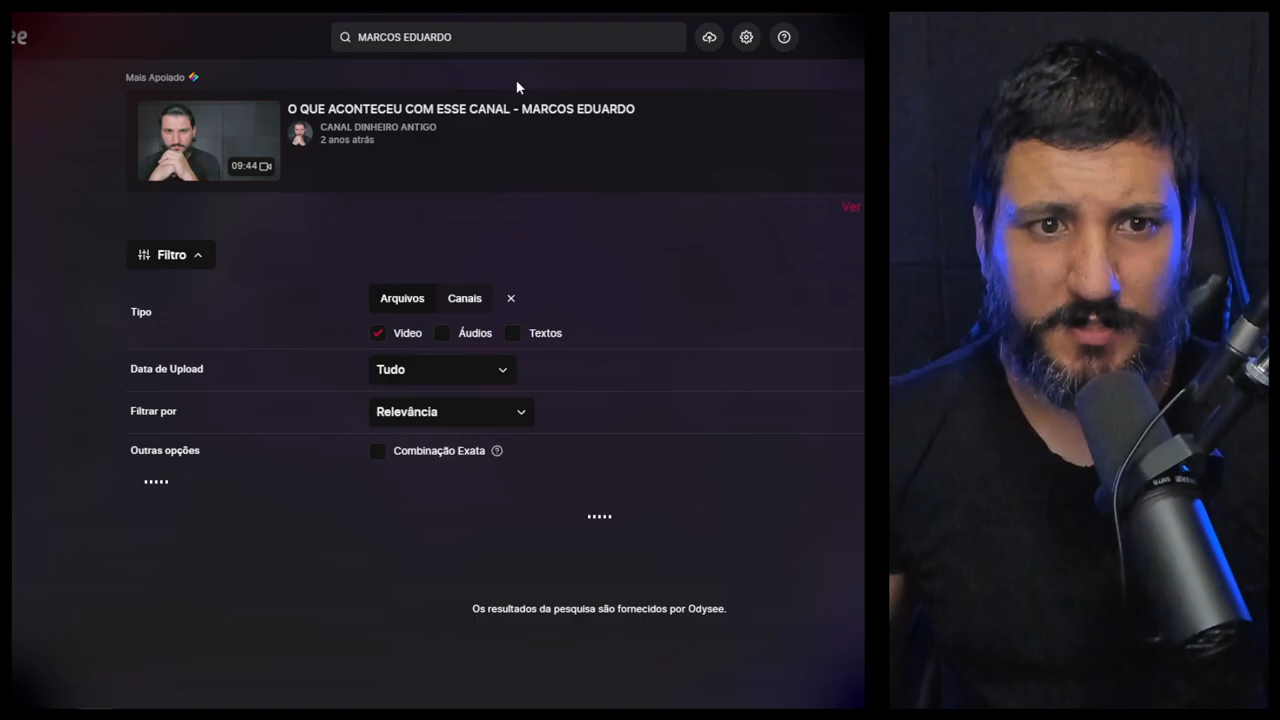 MARCOS EDUARDO
Mais Apoiado
O QUE ACONTECEU COM ESSE CANAL - MARCOS EDUARDO
CANAL DINHEIRO ANTIGO
2 anos atrás
09:44
Ver
Filtro
Tipo
Arquivos Canais
Video Áudios Textos
Data de Upload
Tudo
Filtrar por
Relevância
Outras opções
Combinação Exata
Os resultados da pesquisa são fornecidos por Odysee.